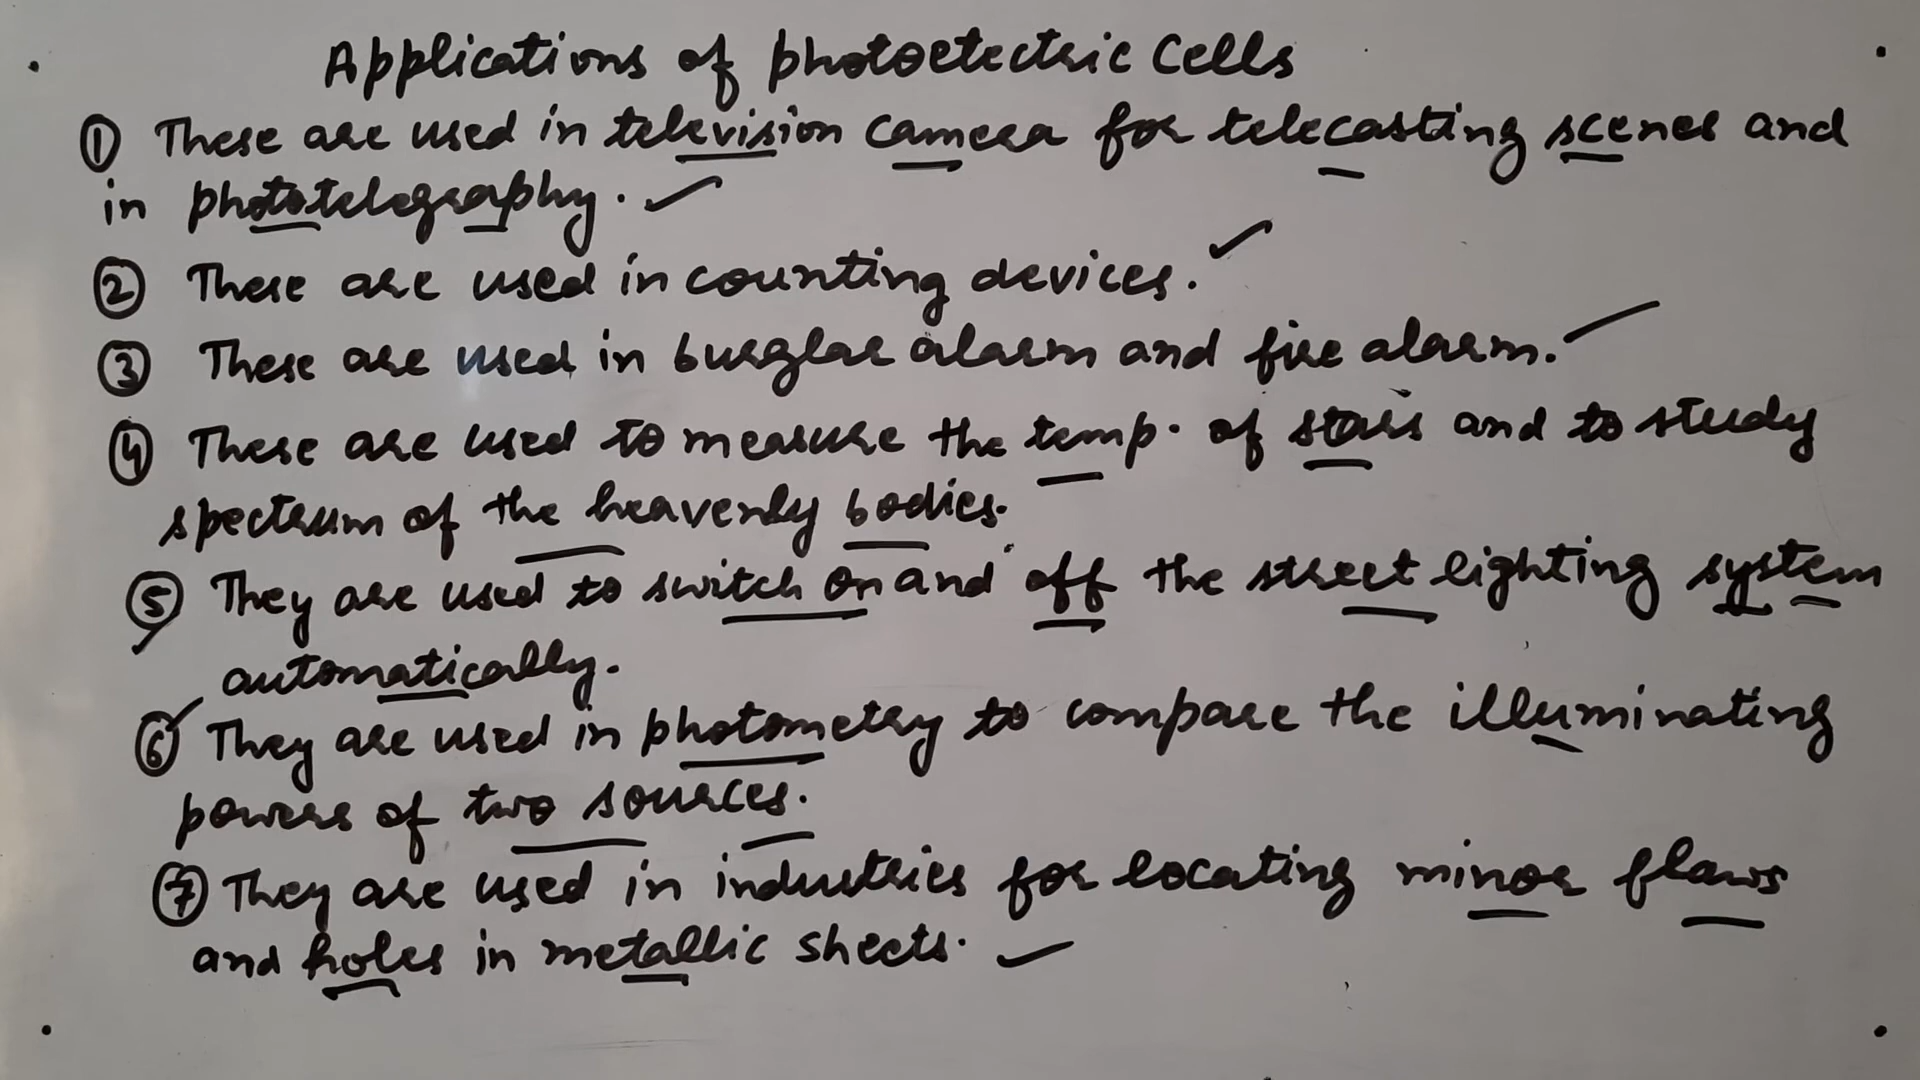 Applications of photoelectric Cells
① These are used in television camera for telecasting scenes and
in phototelegraphy.
② These are used in counting devices.
③ These are used in burglar alarm and fire alarm.
④ These are used to measure the temp. of stars and to study
spectrum of the heavenly bodies.
⑤ They are used to switch on and off the street lighting system
automatically.
⑥ They are used in photometry to compare the illuminating
powers of two sources.
⑦ They are used in industries for locating minor flaws
and holes in metallic sheets.